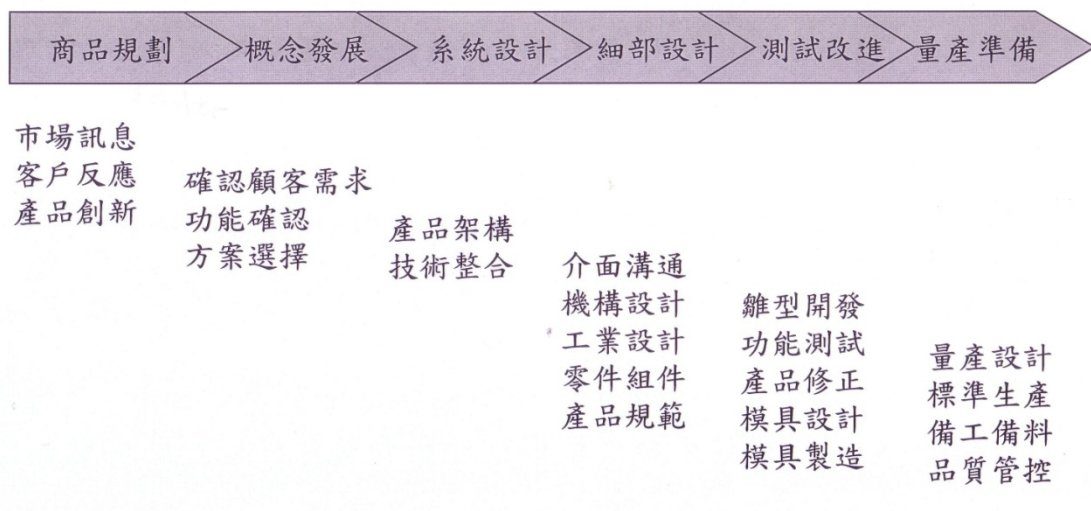 商品規劃 概念發展 系統設計 細部設計 測試改進 量產準備
市場訊息
客戶反應
產品創新
確認顧客需求
功能確認
方案選擇
產品架構
技術整合
介面溝通
機構設計
工業設計
零件組件
產品規範
雛型開發
功能測試
產品修正
模具設計
模具製造
量產設計
標準生產
備工備料
品質管控